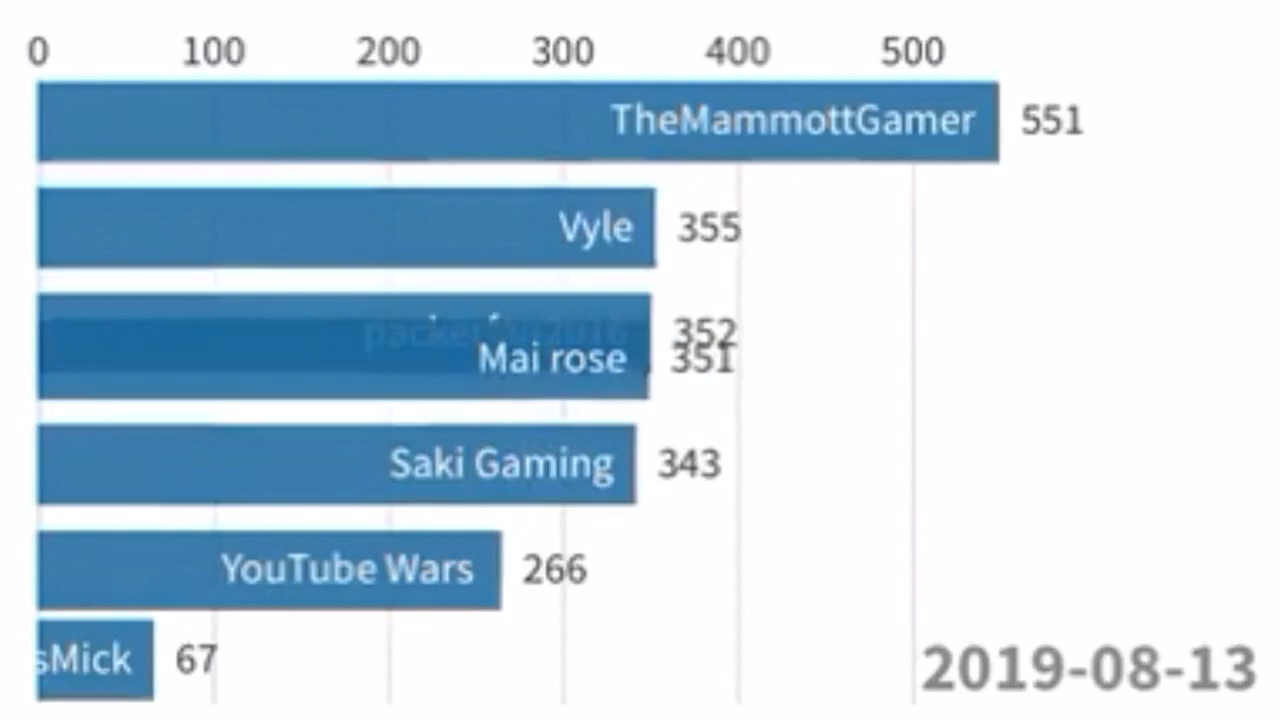 0 100 200 300 400 500
TheMammottGamer 551
Vyle 355
352
Mai rose 351
Saki Gaming 343
YouTube Wars 266
sMick 67
2019-08-13